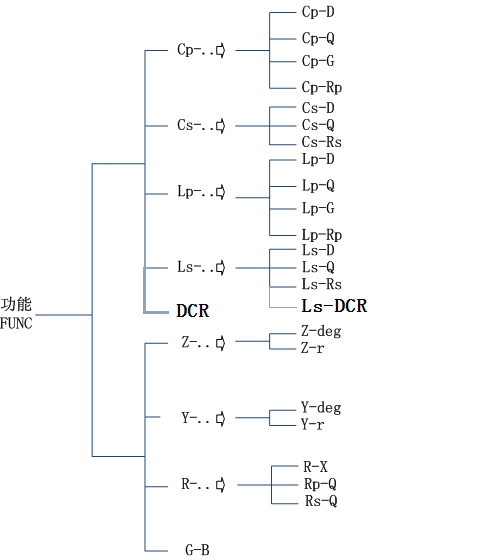 功能
FUNC
Cp-..
Cp-D
Cp-Q
Cp-G
Cp-Rp
Cs-..
Cs-D
Cs-Q
Cs-Rs
Lp-..
Lp-D
Lp-Q
Lp-G
Lp-Rp
Ls-..
Ls-D
Ls-Q
Ls-Rs
Ls-DCR
DCR
Z-..
Z-deg
Z-r
Y-..
Y-deg
Y-r
R-..
R-X
Rp-Q
Rs-Q
G-B